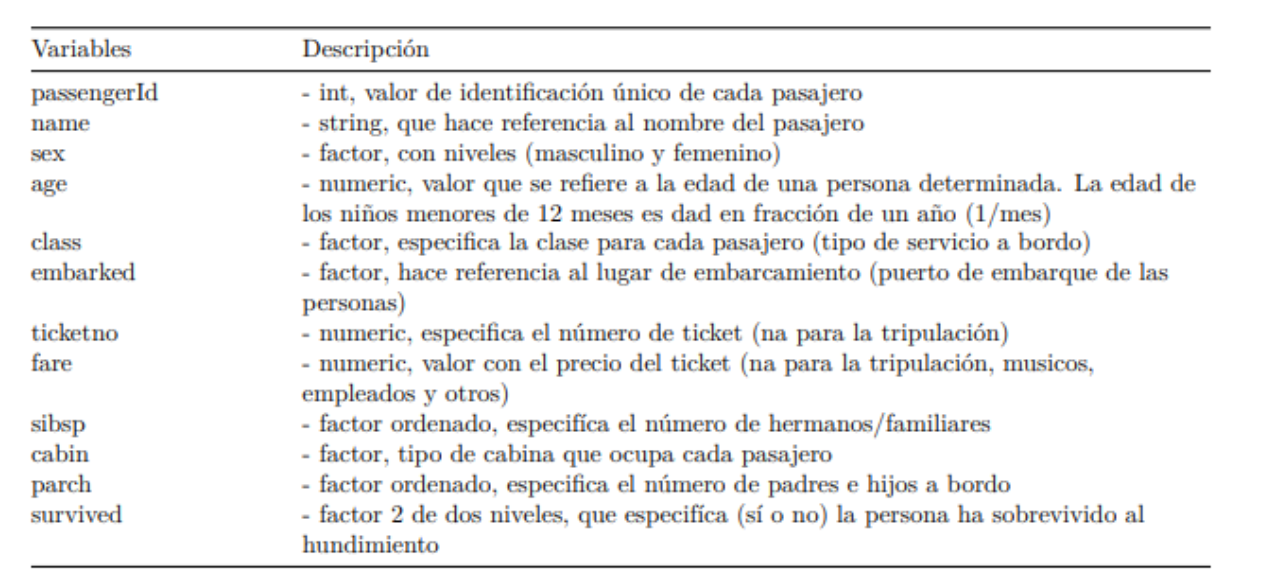 Variables Descripción
passengerId - int, valor de identificación único de cada pasajero
name - string, que hace referencia al nombre del pasajero
sex - factor, con niveles (masculino y femenino)
age - numeric, valor que se refiere a la edad de una persona determinada. La edad de
los niños menores de 12 meses es dad en fracción de un año (1/mes)
class - factor, especifica la clase para cada pasajero (tipo de servicio a bordo)
embarked - factor, hace referencia al lugar de embarcamiento (puerto de embarque de las
personas)
ticketno - numeric, especifica el número de ticket (na para la tripulación)
fare - numeric, valor con el precio del ticket (na para la tripulación, musicos,
empleados y otros)
sibsp - factor ordenado, especifíca el número de hermanos/familiares
cabin - factor, tipo de cabina que ocupa cada pasajero
parch - factor ordenado, especifica el número de padres e hijos a bordo
survived - factor 2 de dos niveles, que especifíca (sí o no) la persona ha sobrevivido al
hundimiento